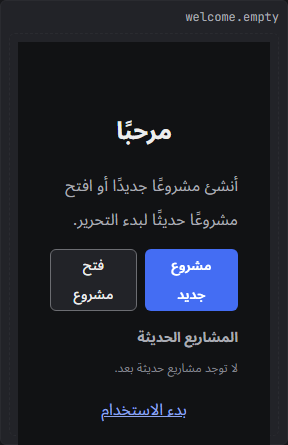 welcome.empty
مرحبًا
أنشئ مشروعًا جديدًا أو افتح
مشروعًا حديثًا لبدء التحرير.
مشروع
جديد
فتح
مشروع
المشاريع الحديثة
لا توجد مشاريع حديثة بعد.
بدء الاستخدام